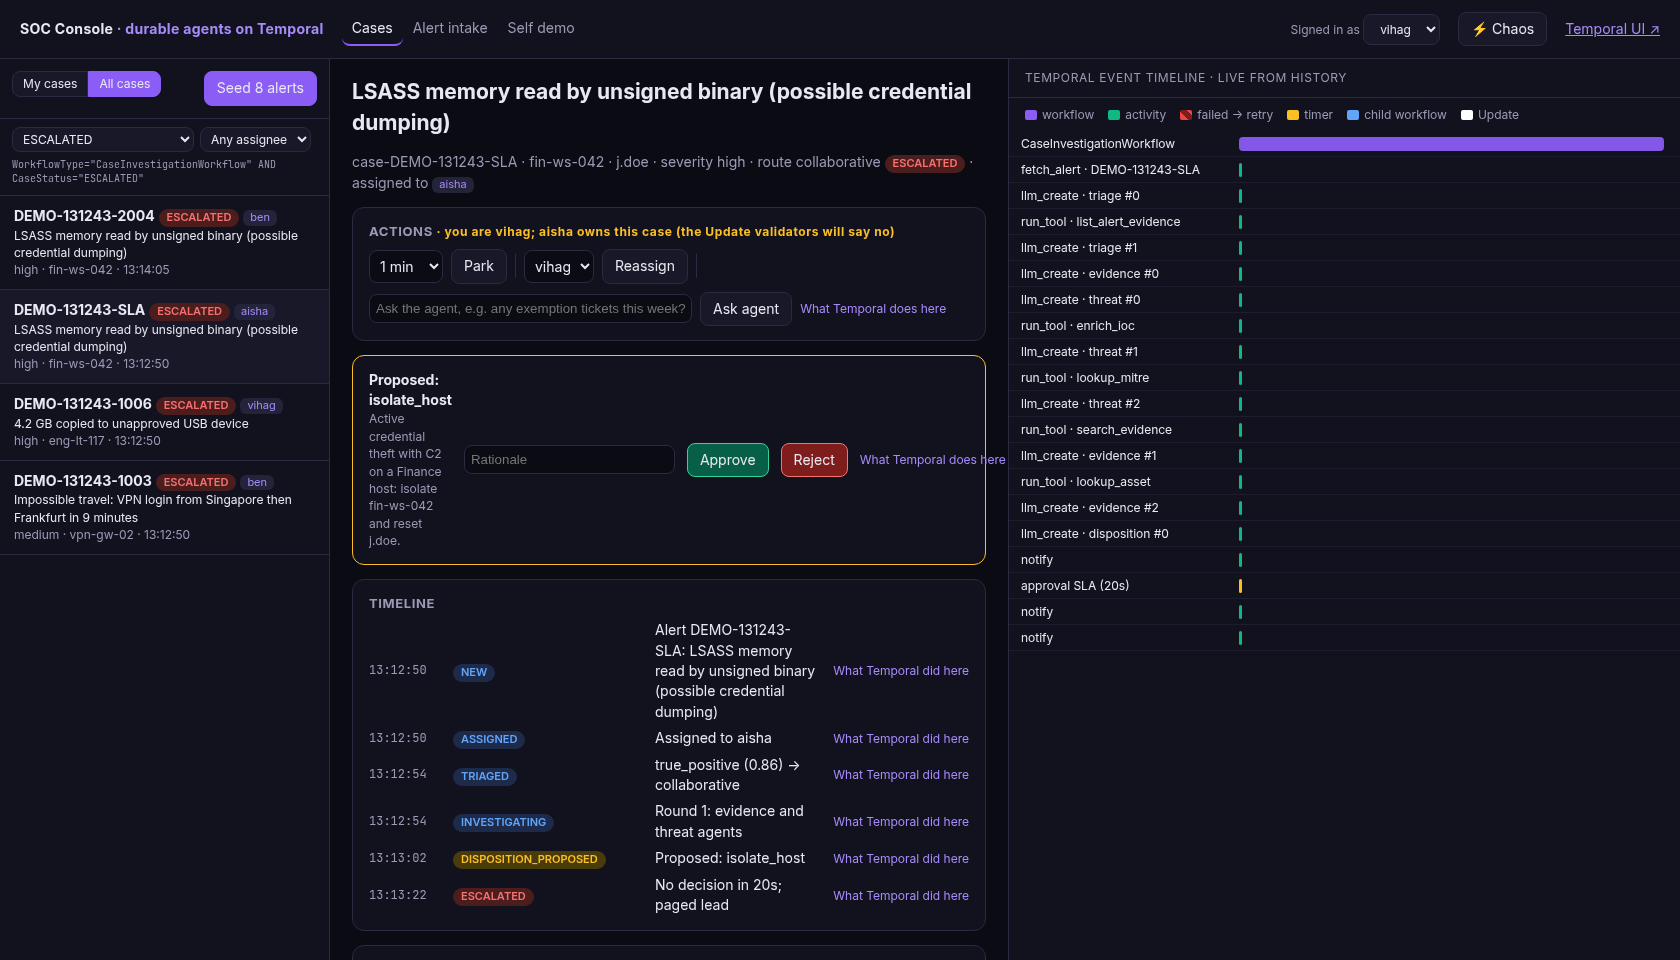 SOC Console · durable agents on Temporal
Cases
Alert intake
Self demo
Signed in as
vihag
⚡ Chaos
Temporal UI ↗
My cases
All cases
Seed 8 alerts
ESCALATED
Any assignee
WorkflowType="CaseInvestigationWorkflow" AND
CaseStatus="ESCALATED"
DEMO-131243-2004 ESCALATED ben
LSASS memory read by unsigned binary (possible
credential dumping)
high · fin-ws-042 · 13:14:05
DEMO-131243-SLA ESCALATED aisha
LSASS memory read by unsigned binary (possible
credential dumping)
high · fin-ws-042 · 13:12:50
DEMO-131243-1006 ESCALATED vihag
4.2 GB copied to unapproved USB device
high · eng-lt-117 · 13:12:50
DEMO-131243-1003 ESCALATED ben
Impossible travel: VPN login from Singapore then
Frankfurt in 9 minutes
medium · vpn-gw-02 · 13:12:50
LSASS memory read by unsigned binary (possible credential
dumping)
case-DEMO-131243-SLA · fin-ws-042 · j.doe · severity high · route collaborative ESCALATED ·
assigned to aisha
ACTIONS · you are vihag; aisha owns this case (the Update validators will say no)
1 min
Park
vihag
Reassign
Ask the agent, e.g. any exemption tickets this week?
Ask agent
What Temporal does here
Proposed:
isolate_host
Active
credential
theft with C2
on a Finance
host: isolate
fin-ws-042
and reset
j.doe.
Rationale
Approve
Reject
What Temporal does here
TIMELINE
13:12:50
NEW
Alert DEMO-131243-
SLA: LSASS memory
read by unsigned binary
(possible credential
dumping)
What Temporal did here
13:12:50
ASSIGNED
Assigned to aisha
What Temporal did here
13:12:54
TRIAGED
true_positive (0.86) →
collaborative
What Temporal did here
13:12:54
INVESTIGATING
Round 1: evidence and
threat agents
What Temporal did here
13:13:02
DISPOSITION_PROPOSED
Proposed: isolate_host
What Temporal did here
13:13:22
ESCALATED
No decision in 20s;
paged lead
What Temporal did here
TEMPORAL EVENT TIMELINE · LIVE FROM HISTORY
workflow
activity
failed → retry
timer
child workflow
Update
CaseInvestigationWorkflow
fetch_alert · DEMO-131243-SLA
llm_create · triage #0
run_tool · list_alert_evidence
llm_create · triage #1
llm_create · evidence #0
llm_create · threat #0
run_tool · enrich_ioc
llm_create · threat #1
run_tool · lookup_mitre
llm_create · threat #2
run_tool · search_evidence
llm_create · evidence #1
run_tool · lookup_asset
llm_create · evidence #2
llm_create · disposition #0
notify
approval SLA (20s)
notify
notify